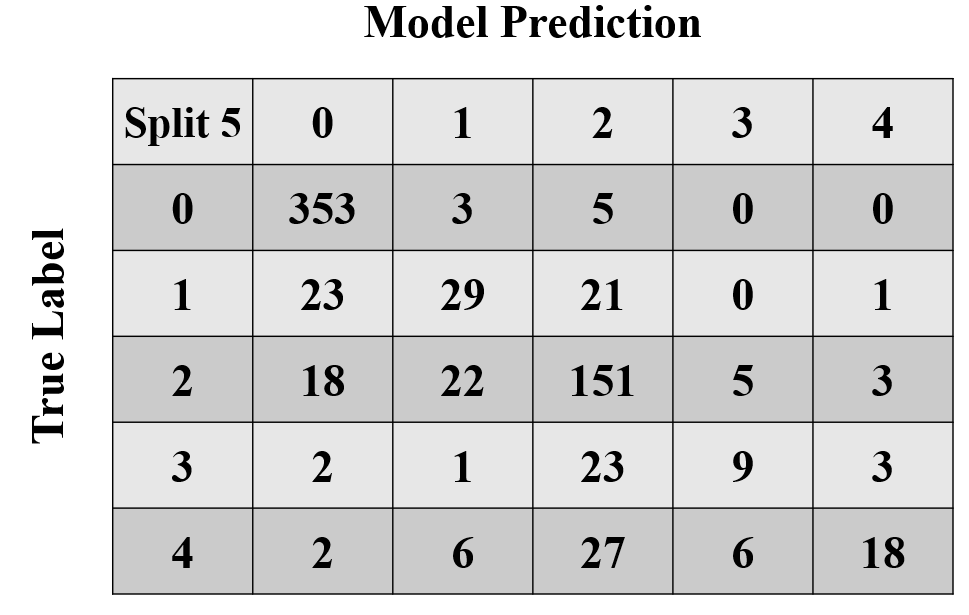 Model Prediction
True Label
Split 5 0 1 2 3 4
0 353 3 5 0 0
1 23 29 21 0 1
2 18 22 151 5 3
3 2 1 23 9 3
4 2 6 27 6 18